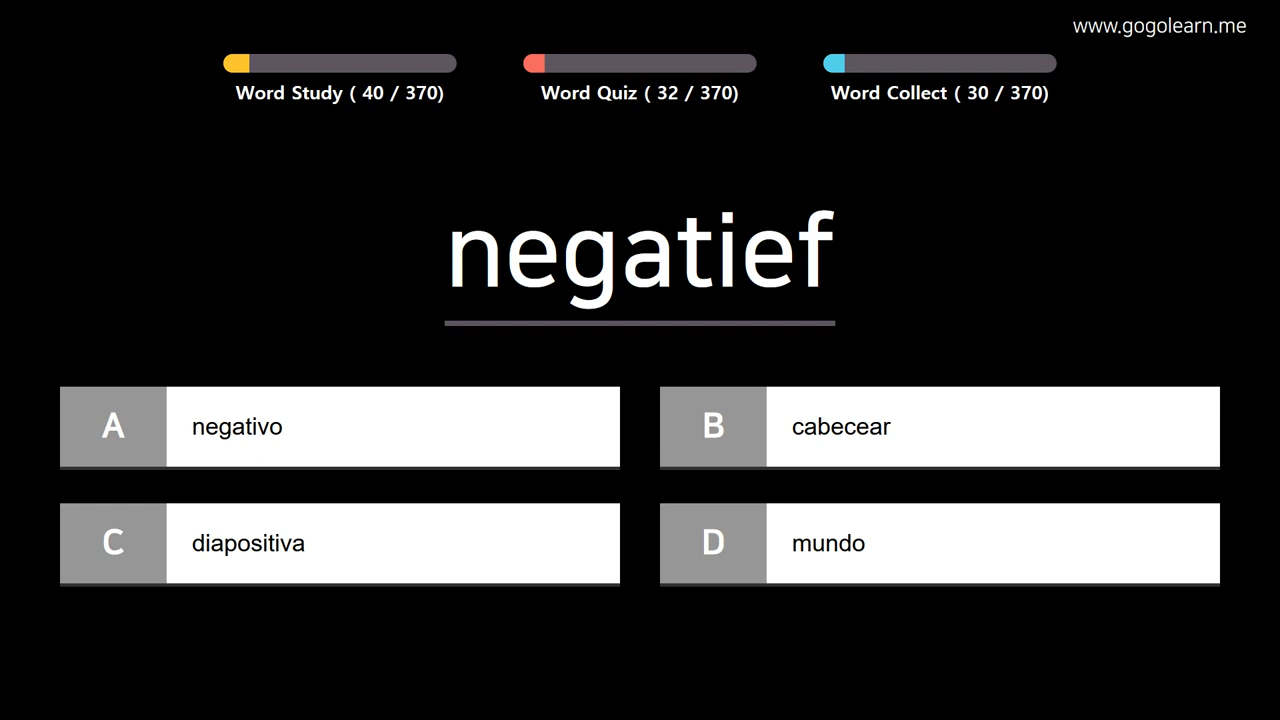 www.gogolearn.me
Word Study ( 40 / 370)
Word Quiz ( 32 / 370)
Word Collect ( 30 / 370)
negatief
A negativo
B cabecear
C diapositiva
D mundo